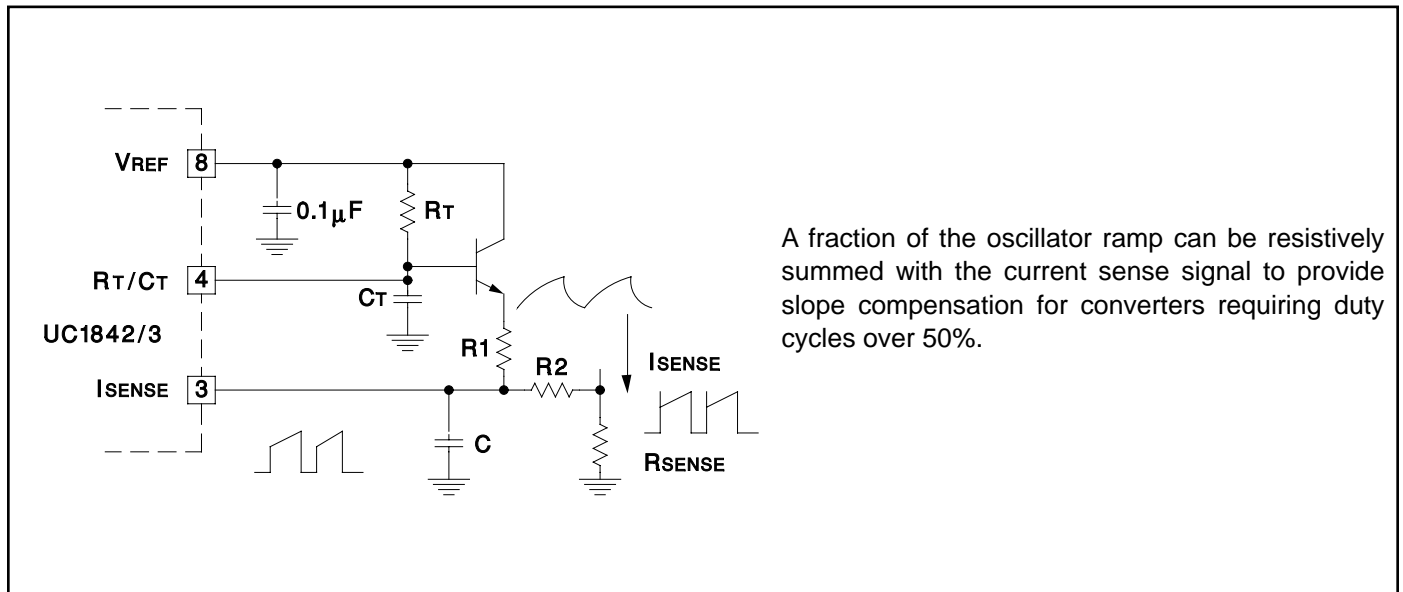 VREF 8
0.1µF RT
RT/CT 4
CT
UC1842/3
R1
R2
ISENSE 3
ISENSE
C
RSENSE
A fraction of the oscillator ramp can be resistively
summed with the current sense signal to provide
slope compensation for converters requiring duty
cycles over 50%.